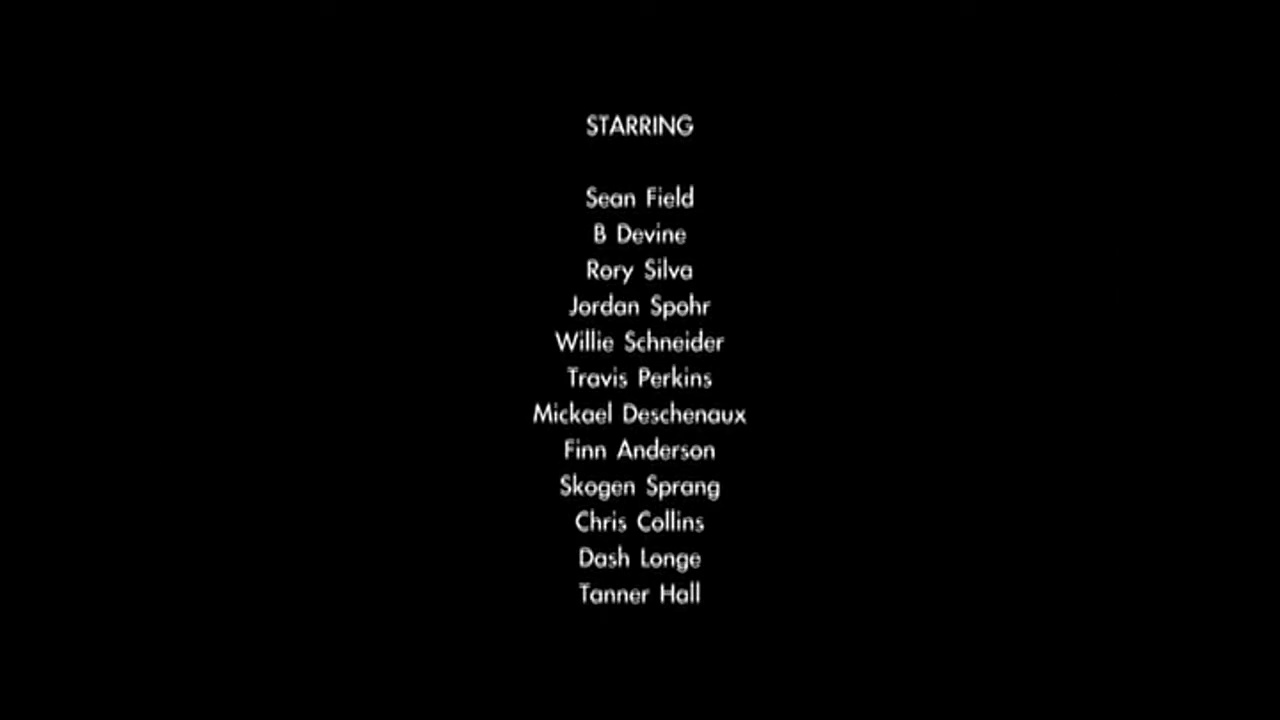 STARRING
Sean Field
B Devine
Rory Silva
Jordan Spohr
Willie Schneider
Travis Perkins
Mickael Deschenaux
Finn Anderson
Skogen Sprang
Chris Collins
Dash Longe
Tanner Hall